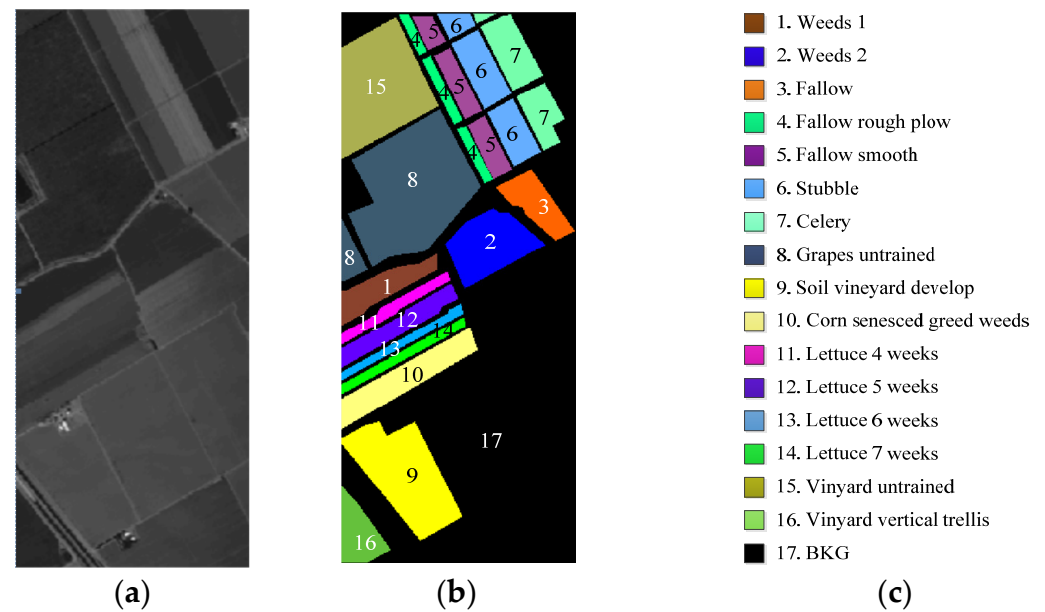 4
5
6
7
15
4
5
6
7
4
5
6
8
3
2
8
1
11
12
14
13
10
17
9
16
1. Weeds 1
2. Weeds 2
3. Fallow
4. Fallow rough plow
5. Fallow smooth
6. Stubble
7. Celery
8. Grapes untrained
9. Soil vineyard develop
10. Corn senesced greed weeds
11. Lettuce 4 weeks
12. Lettuce 5 weeks
13. Lettuce 6 weeks
14. Lettuce 7 weeks
15. Vinyard untrained
16. Vinyard vertical trellis
17. BKG
(a) (b) (c)